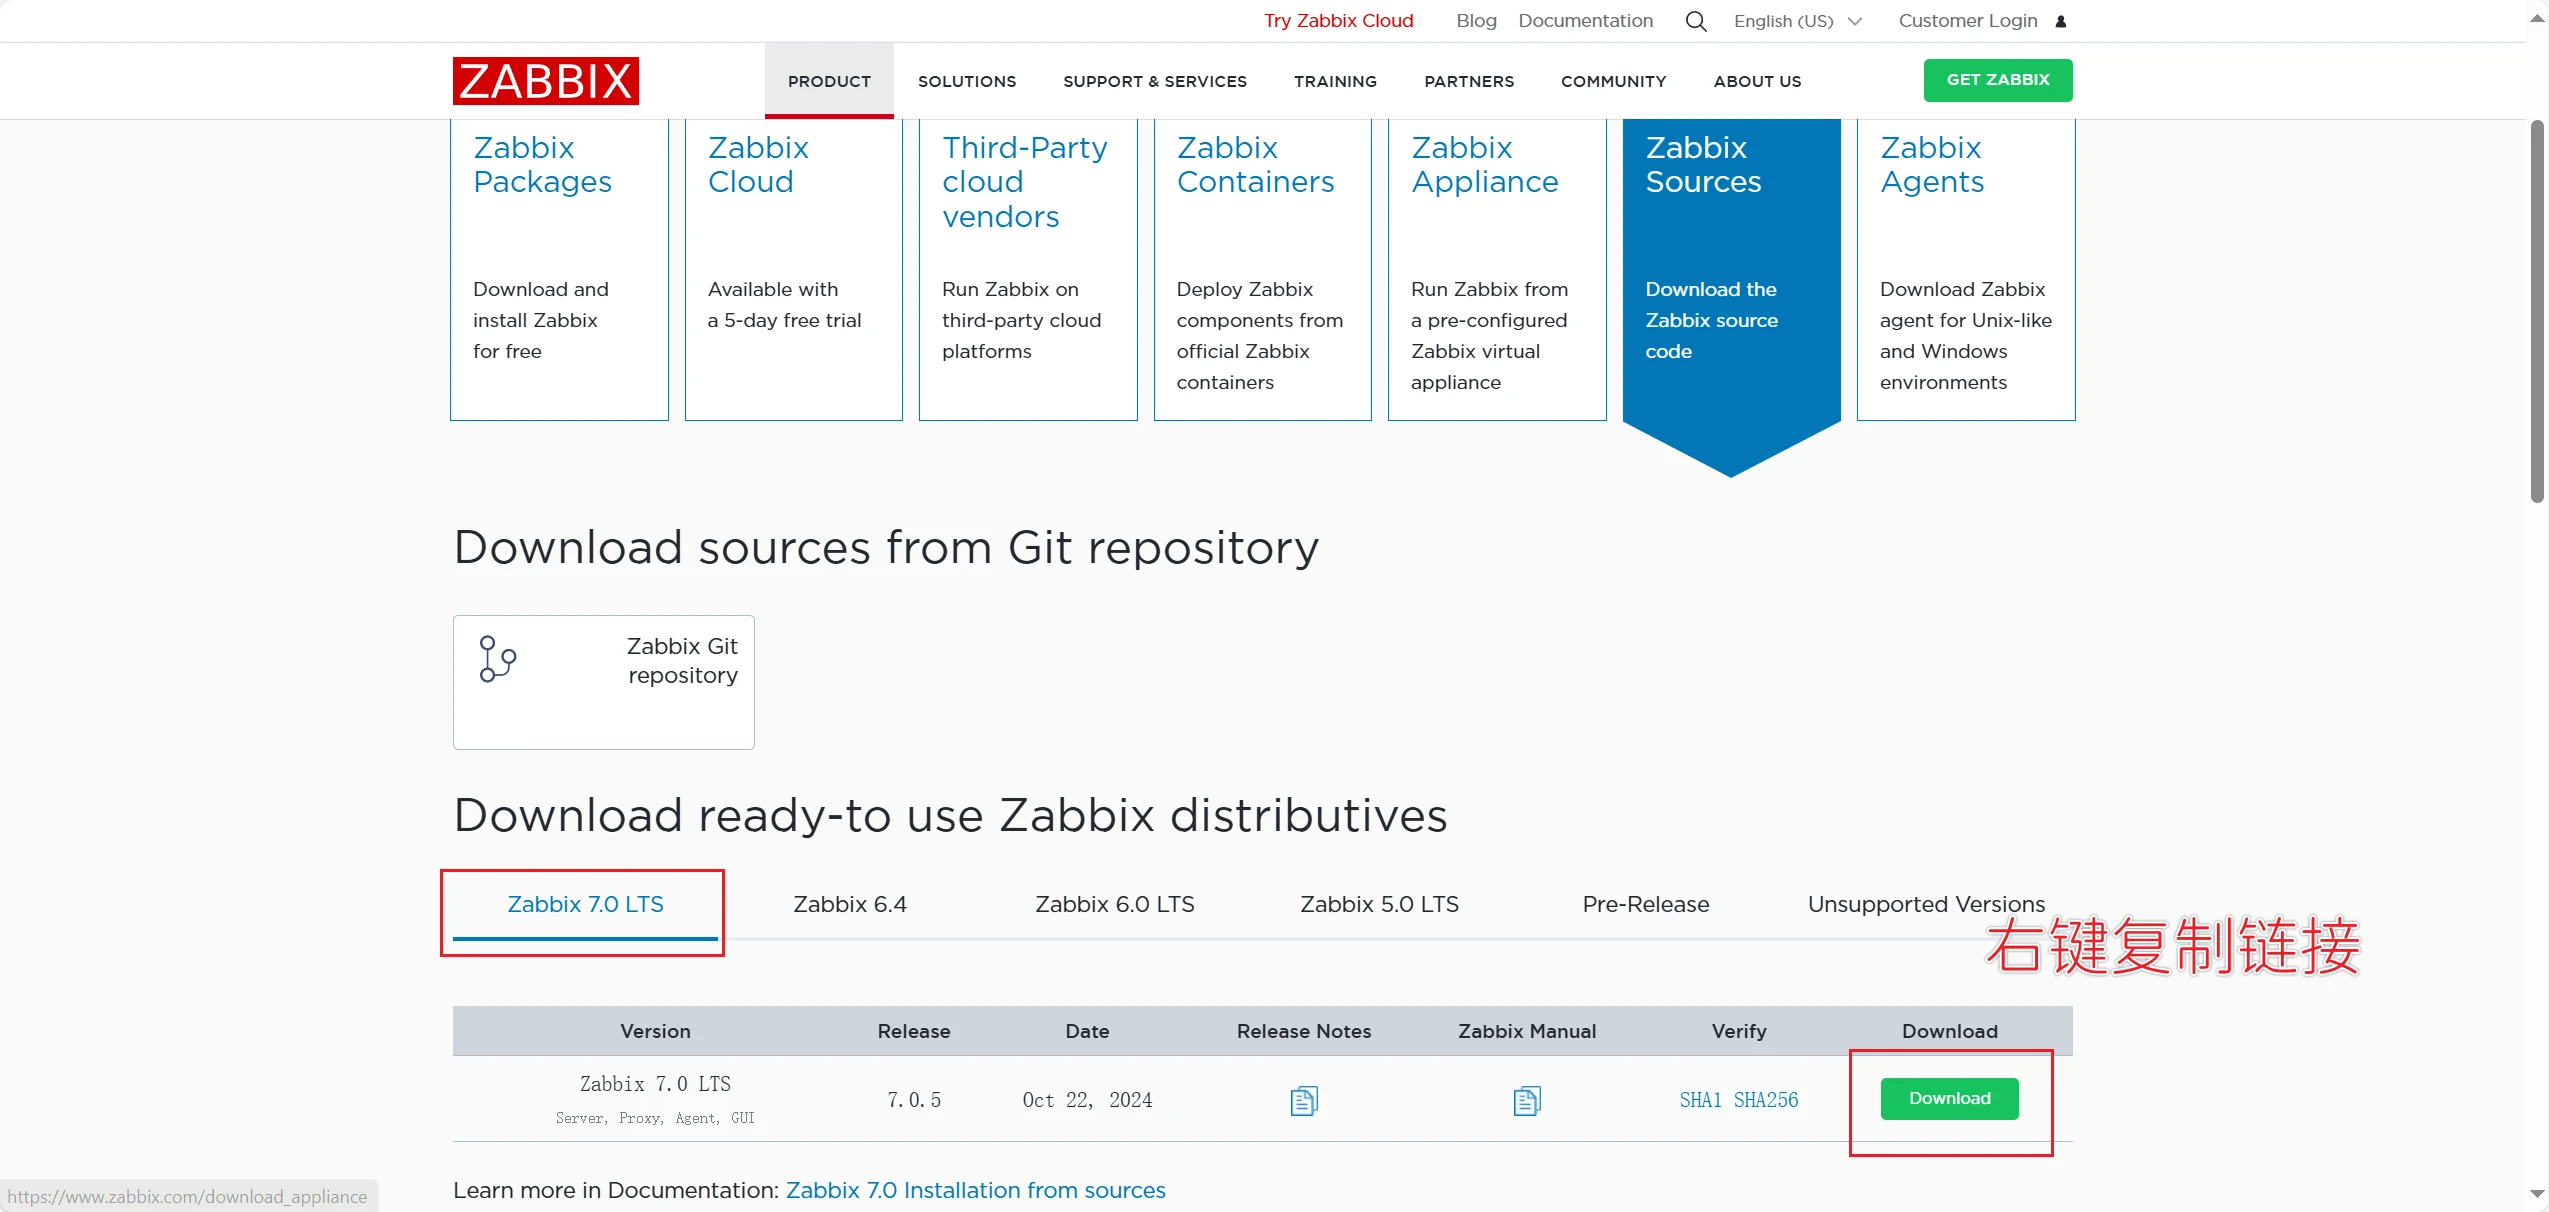 Try Zabbix Cloud Blog Documentation English (US) Customer Login
ZABBIX PRODUCT SOLUTIONS SUPPORT & SERVICES TRAINING PARTNERS COMMUNITY ABOUT US GET ZABBIX
Zabbix
Packages
Download and
install Zabbix
for free
Zabbix
Cloud
Available with
a 5-day free trial
Third-Party
cloud
vendors
Run Zabbix on
third-party cloud
platforms
Zabbix
Containers
Deploy Zabbix
components from
official Zabbix
containers
Zabbix
Appliance
Run Zabbix from
a pre-configured
Zabbix virtual
appliance
Zabbix
Sources
Download the
Zabbix source
code
Zabbix
Agents
Download Zabbix
agent for Unix-like
and Windows
environments
Download sources from Git repository
Zabbix Git
repository
Download ready-to use Zabbix distributives
Zabbix 7.0 LTS Zabbix 6.4 Zabbix 6.0 LTS Zabbix 5.0 LTS Pre-Release Unsupported Versions
右键复制链接
Version Release Date Release Notes Zabbix Manual Verify Download
Zabbix 7.0 LTS
Server, Proxy, Agent, GUI
7.0.5 Oct 22, 2024 SHA1 SHA256 Download
Learn more in Documentation: Zabbix 7.0 Installation from sources
https://www.zabbix.com/download_appliance